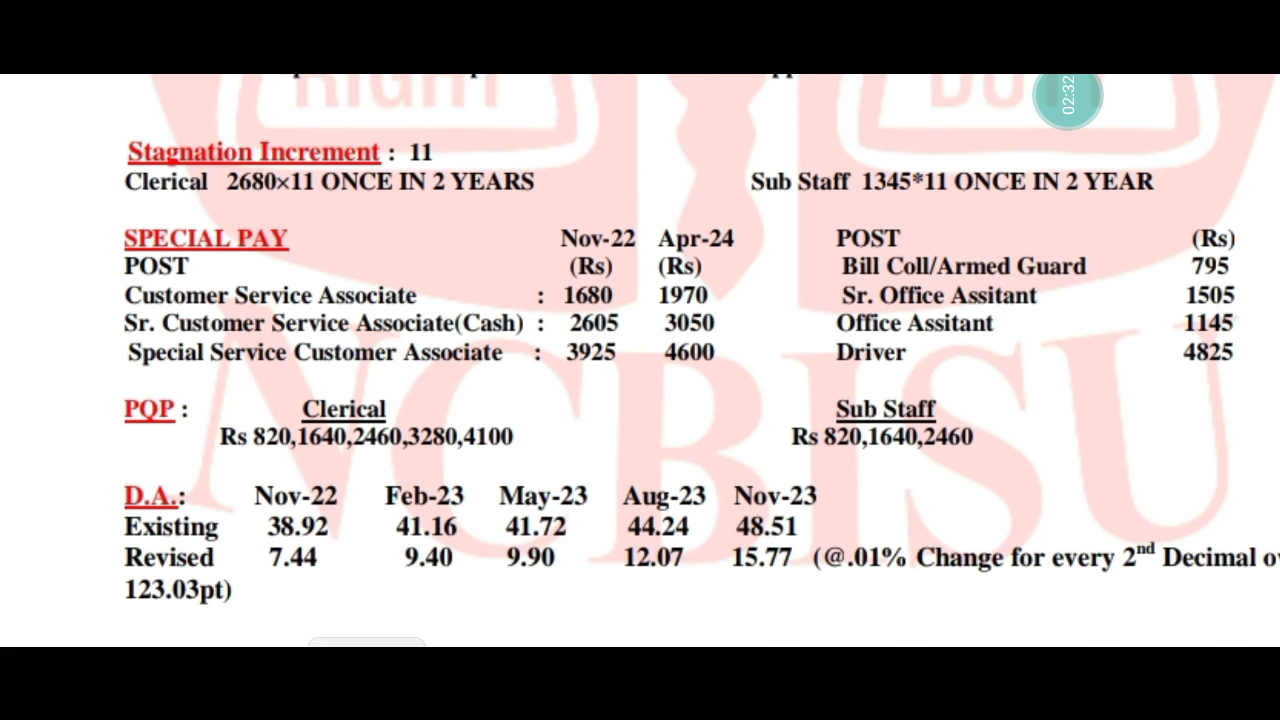 RIGHT DUTY
02:32
Stagnation Increment : 11
Clerical 2680×11 ONCE IN 2 YEARS Sub Staff 1345*11 ONCE IN 2 YEAR
SPECIAL PAY Nov-22 Apr-24 POST (Rs)
POST (Rs) (Rs) Bill Coll/Armed Guard 795
Customer Service Associate : 1680 1970 Sr. Office Assitant 1505
Sr. Customer Service Associate(Cash) : 2605 3050 Office Assitant 1145
Special Service Customer Associate : 3925 4600 Driver 4825
NCBISU
PQP : Clerical Sub Staff
Rs 820,1640,2460,3280,4100 Rs 820,1640,2460
D.A.: Nov-22 Feb-23 May-23 Aug-23 Nov-23
Existing 38.92 41.16 41.72 44.24 48.51
Revised 7.44 9.40 9.90 12.07 15.77 (@.01% Change for every 2nd Decimal
123.03pt)